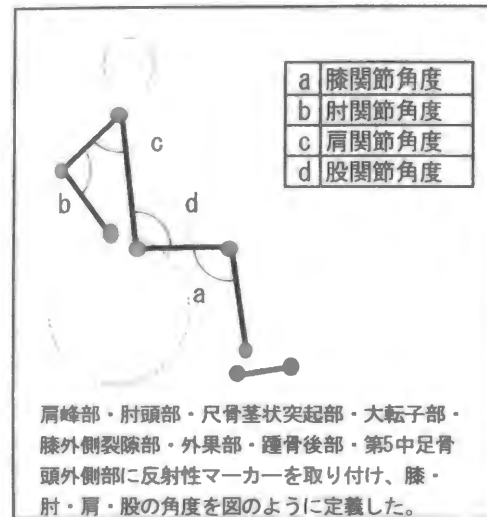 a 膝関節角度
b 肘関節角度
c 肩関節角度
d 股関節角度
c
d
b
a
肩峰部・肘頭部・尺骨茎状突起部・大転子部・
膝外側裂隙部・外果部・踵骨後部・第5中足骨
頭外側部に反射性マーカーを取り付け、膝・
肘・肩・股の角度を図のように定義した。